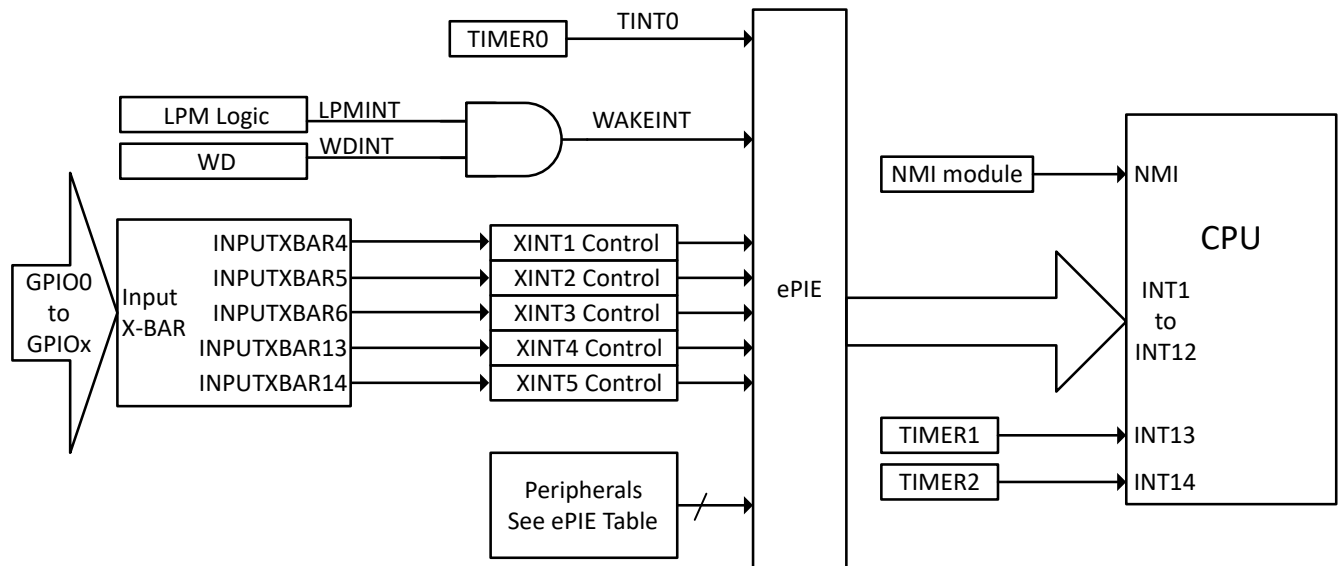 TIMER0
TINT0
LPM Logic
LPMINT
WD
WDINT
WAKEINT
GPIO0
to
GPIOx
Input
X-BAR
INPUTXBAR4
INPUTXBAR5
INPUTXBAR6
INPUTXBAR13
INPUTXBAR14
XINT1 Control
XINT2 Control
XINT3 Control
XINT4 Control
XINT5 Control
Peripherals
See ePIE Table
ePIE
NMI module
NMI
CPU
INT1
to
INT12
TIMER1
INT13
TIMER2
INT14